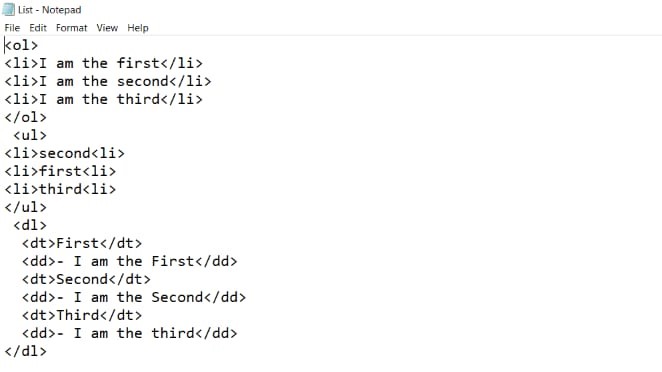 List - Notepad
File Edit Format View Help
<ol>
<li>I am the first</li>
<li>I am the second</li>
<li>I am the third</li>
</ol>
<ul>
<li>second<li>
<li>first<li>
<li>third<li>
</ul>
<dl>
<dt>First</dt>
<dd>- I am the First</dd>
<dt>Second</dt>
<dd>- I am the Second</dd>
<dt>Third</dt>
<dd>- I am the third</dd>
</dl>